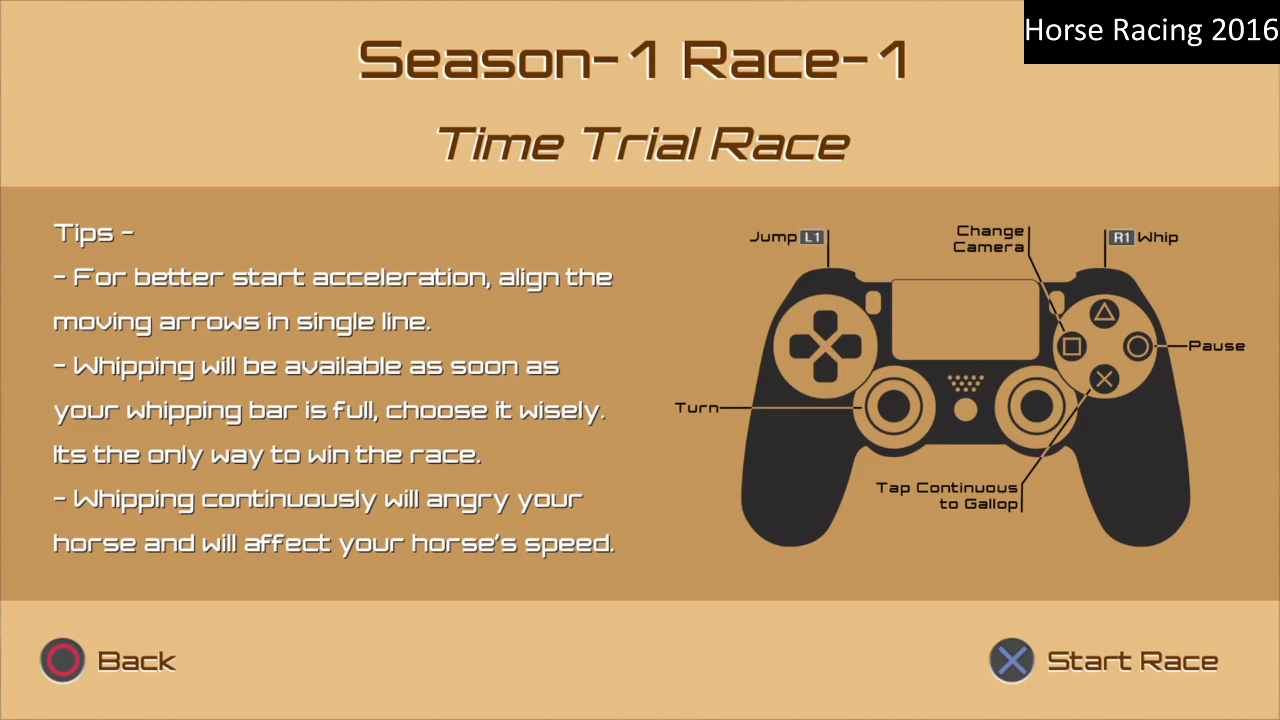 Horse Racing 2016
Season-1 Race-1
Time Trial Race
Tips -
- For better start acceleration, align the
moving arrows in single line.
- Whipping will be available as soon as
your whipping bar is full, choose it wisely.
Its the only way to win the race.
- Whipping continuously will angry your
horse and will affect your horse's speed.
Jump L1
Change
Camera
R1 Whip
Pause
Turn
Tap Continuous
to Gallop
Back
Start Race